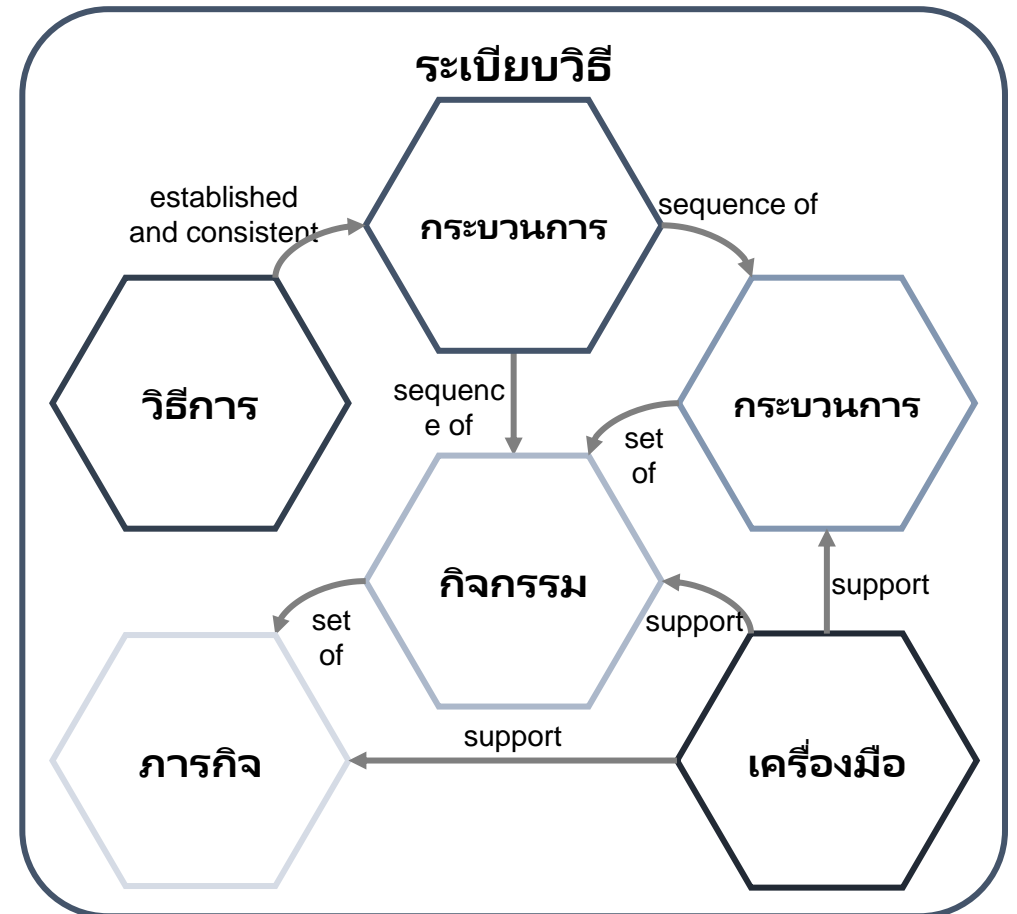 ระเบียบวิธี
established
and consistent
กระบวนการ
sequence of
วิธีการ
sequenc
e of
กระบวนการ
set
of
กิจกรรม
support
support
set
of
support
ภารกิจ
เครื่องมือ